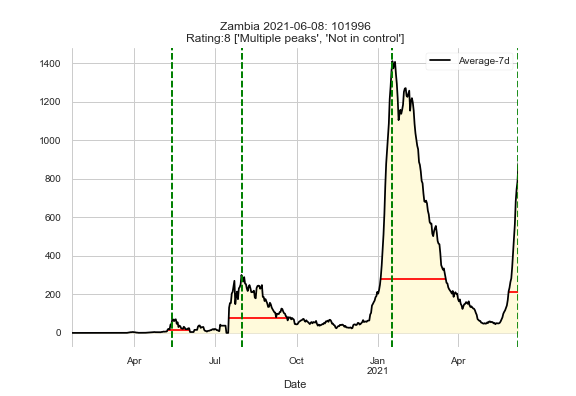 Zambia 2021-06-08: 101996
Rating:8 ['Multiple peaks', 'Not in control']
Average-7d
1400
1200
1000
800
600
400
200
0
Apr
Jul
Oct
Jan
2021
Apr
Date